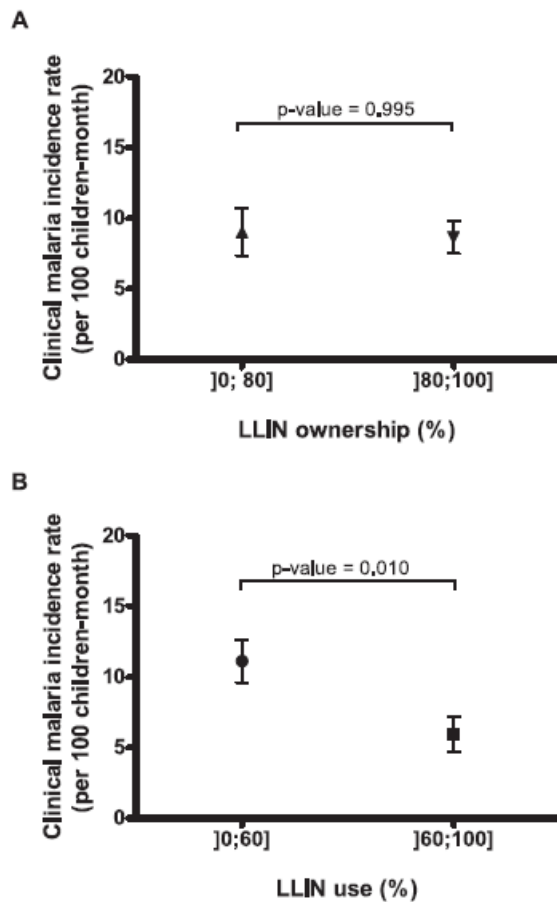 A
Clinical malaria incidence rate
(per 100 children-month)
20
15
10
5
0
p-value = 0.995
]0; 80]
]80;100]
LLIN ownership (%)
B
Clinical malaria incidence rate
(per 100 children-month)
20
15
10
5
0
p-value = 0.010
]0;60]
]60;100]
LLIN use (%)